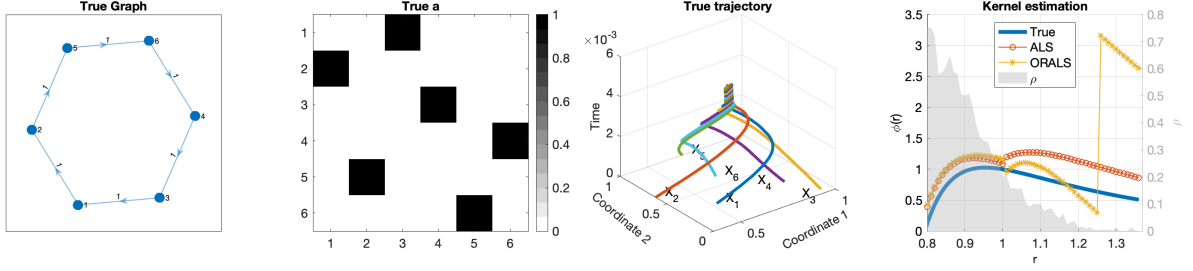 True Graph
5
1
6
1
1
2
4
1
1
1
1
3
True a
1
2
3
4
5
6
1 2 3 4 5 6
1
0.8
0.6
0.4
0.2
0
True trajectory
×10⁻³
6
4
2
0
Time
1
0.5
0
Coordinate 2
0.5
1
Coordinate 1
X₅
X₆
X₄
X₂
X₁
X₃
Kernel estimation
3.5
3
2.5
2
1.5
1
0.5
0
ϕ(r)
True
ALS
ORALS
ρ
0.8
0.7
0.6
0.5
0.4
0.3
0.2
0.1
0
ρ
0.8 0.9 1 1.1 1.2 1.3
r